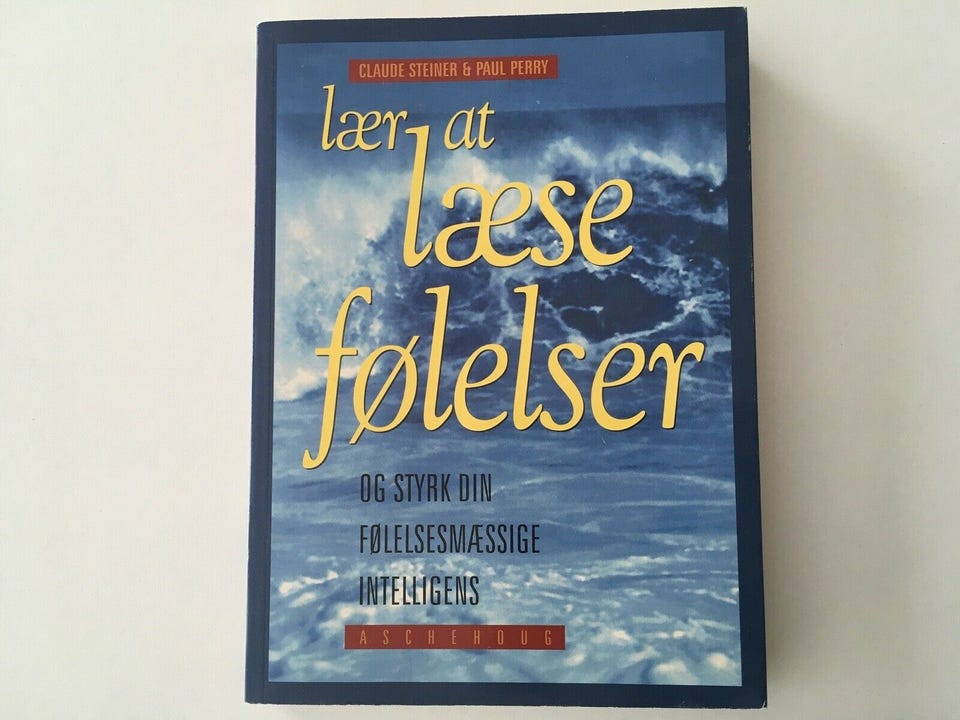 CLAUDE STEINER & PAUL PERRY
lær at
læse
følelser
OG STYRK DIN
FØLELSESMÆSSIGE
INTELLIGENS
ASCHEHOUG